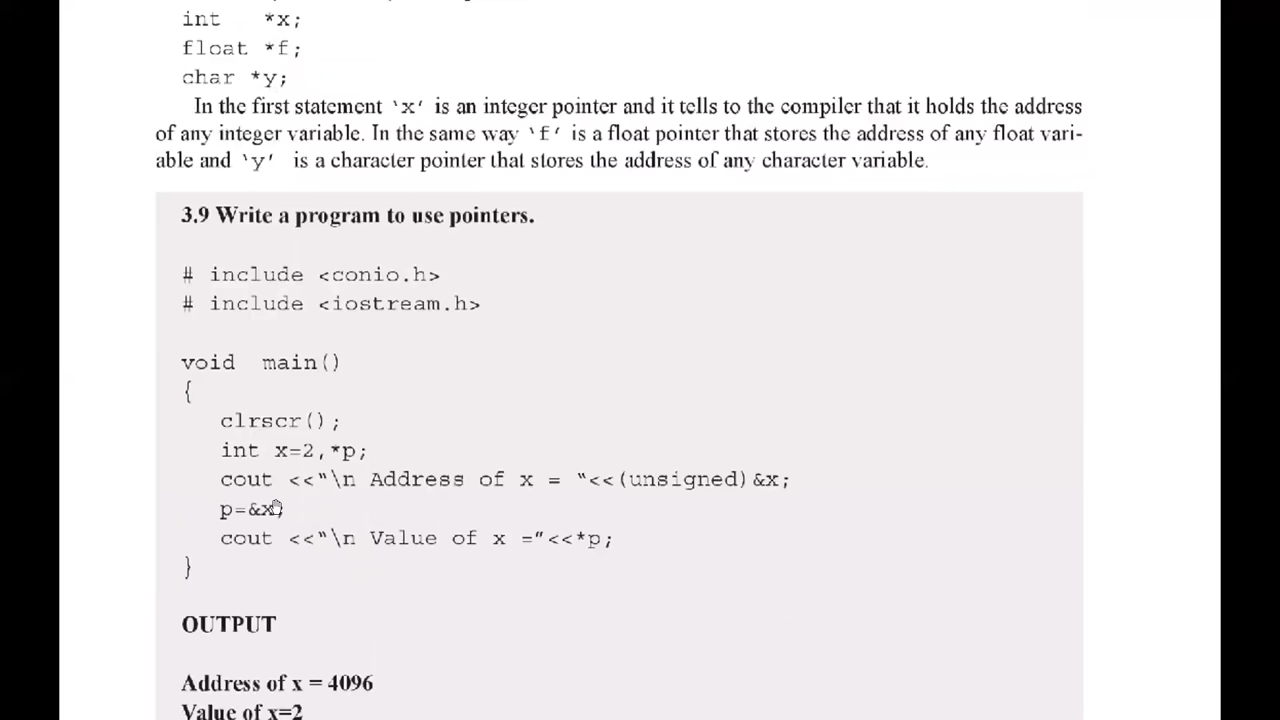 int *x;
float *f;
char *y;
In the first statement ‘x’ is an integer pointer and it tells to the compiler that it holds the address
of any integer variable. In the same way ‘f’ is a float pointer that stores the address of any float vari-
able and ‘y’ is a character pointer that stores the address of any character variable.
3.9 Write a program to use pointers.
# include <conio.h>
# include <iostream.h>
void main()
{
clrscr();
int x=2,*p;
cout <<“\n Address of x = “<<(unsigned)&x;
p=&x;
cout <<“\n Value of x =”<<*p;
}
OUTPUT
Address of x = 4096
Value of x=2